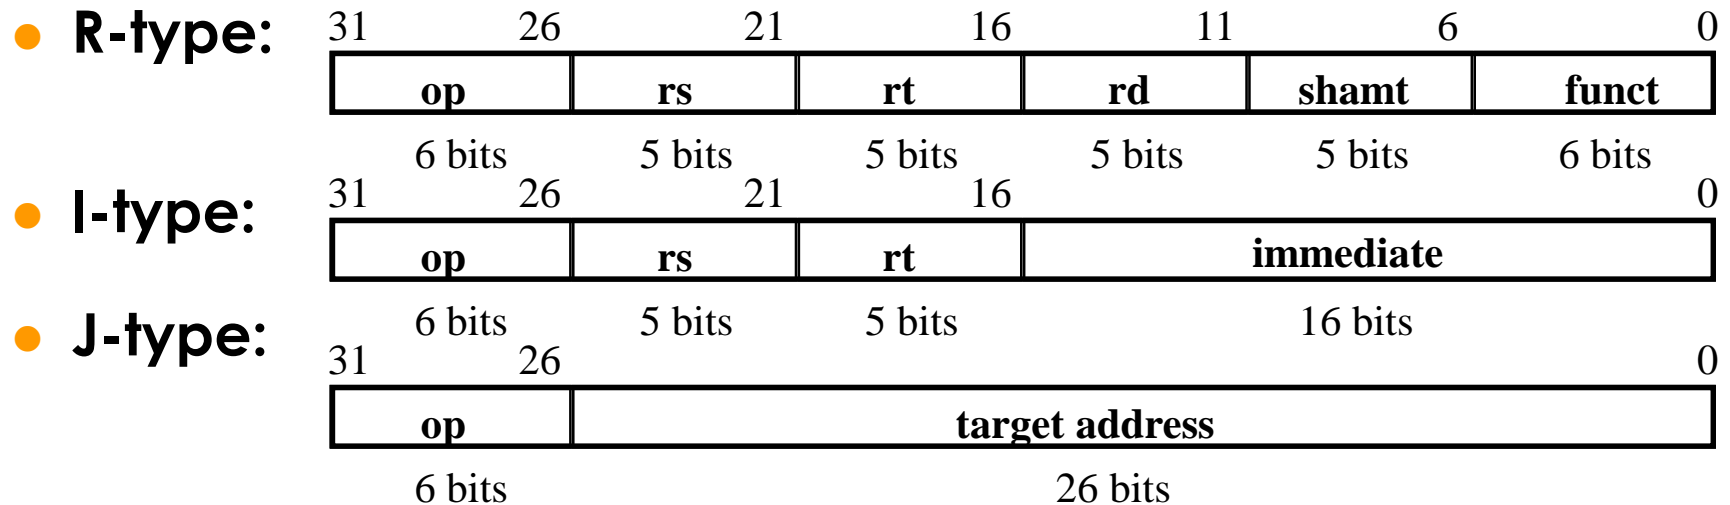 ● R-type: 31 26 21 16 11 6 0
op rs rt rd shamt funct
6 bits 5 bits 5 bits 5 bits 5 bits 6 bits
● I-type: 31 26 21 16 0
op rs rt immediate
6 bits 5 bits 5 bits 16 bits
● J-type: 31 26 0
op target address
6 bits 26 bits